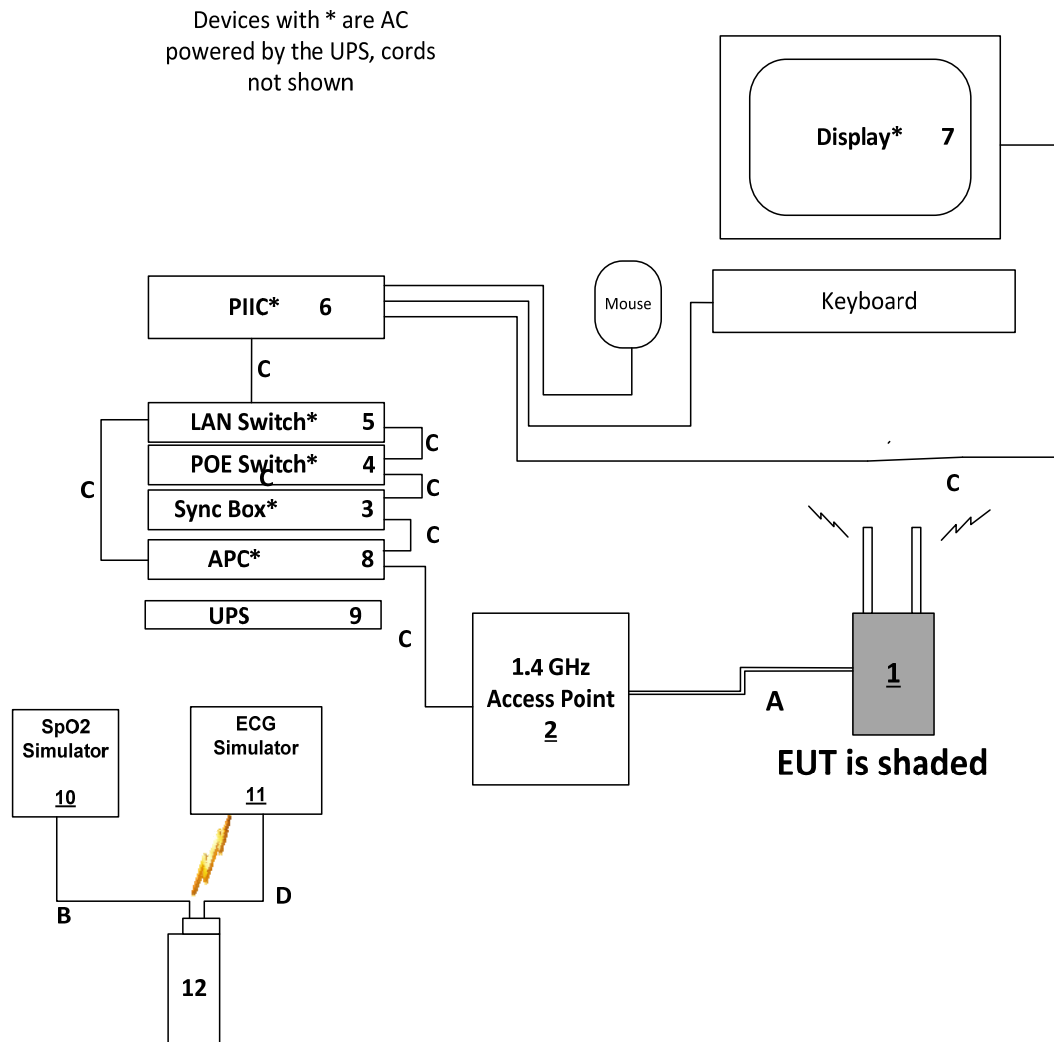 Devices with * are AC
powered by the UPS, cords
not shown
Display* 7
PIIC* 6
Mouse
Keyboard
C
LAN Switch* 5
C
POE Switch* 4
C
C
C
Sync Box* 3
C
APC* 8
C
UPS 9
C
1.4 GHz
Access Point
2
A
1
EUT is shaded
SpO2
Simulator
10
ECG
Simulator
11
B
D
12